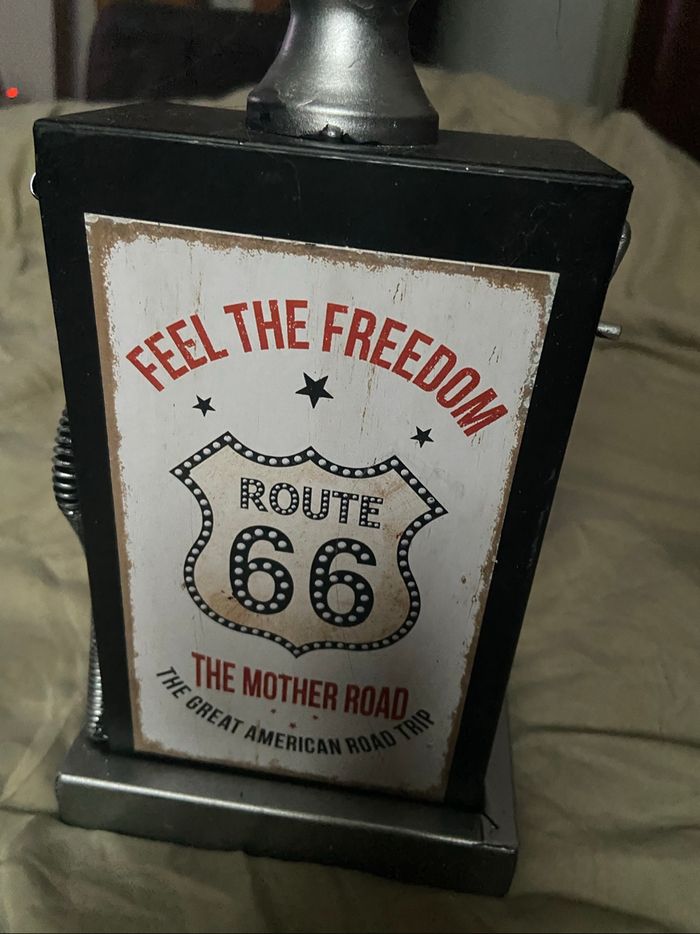 FEEL THE FREEDOM
ROUTE
66
THE MOTHER ROAD
THE GREAT AMERICAN ROAD TRIP